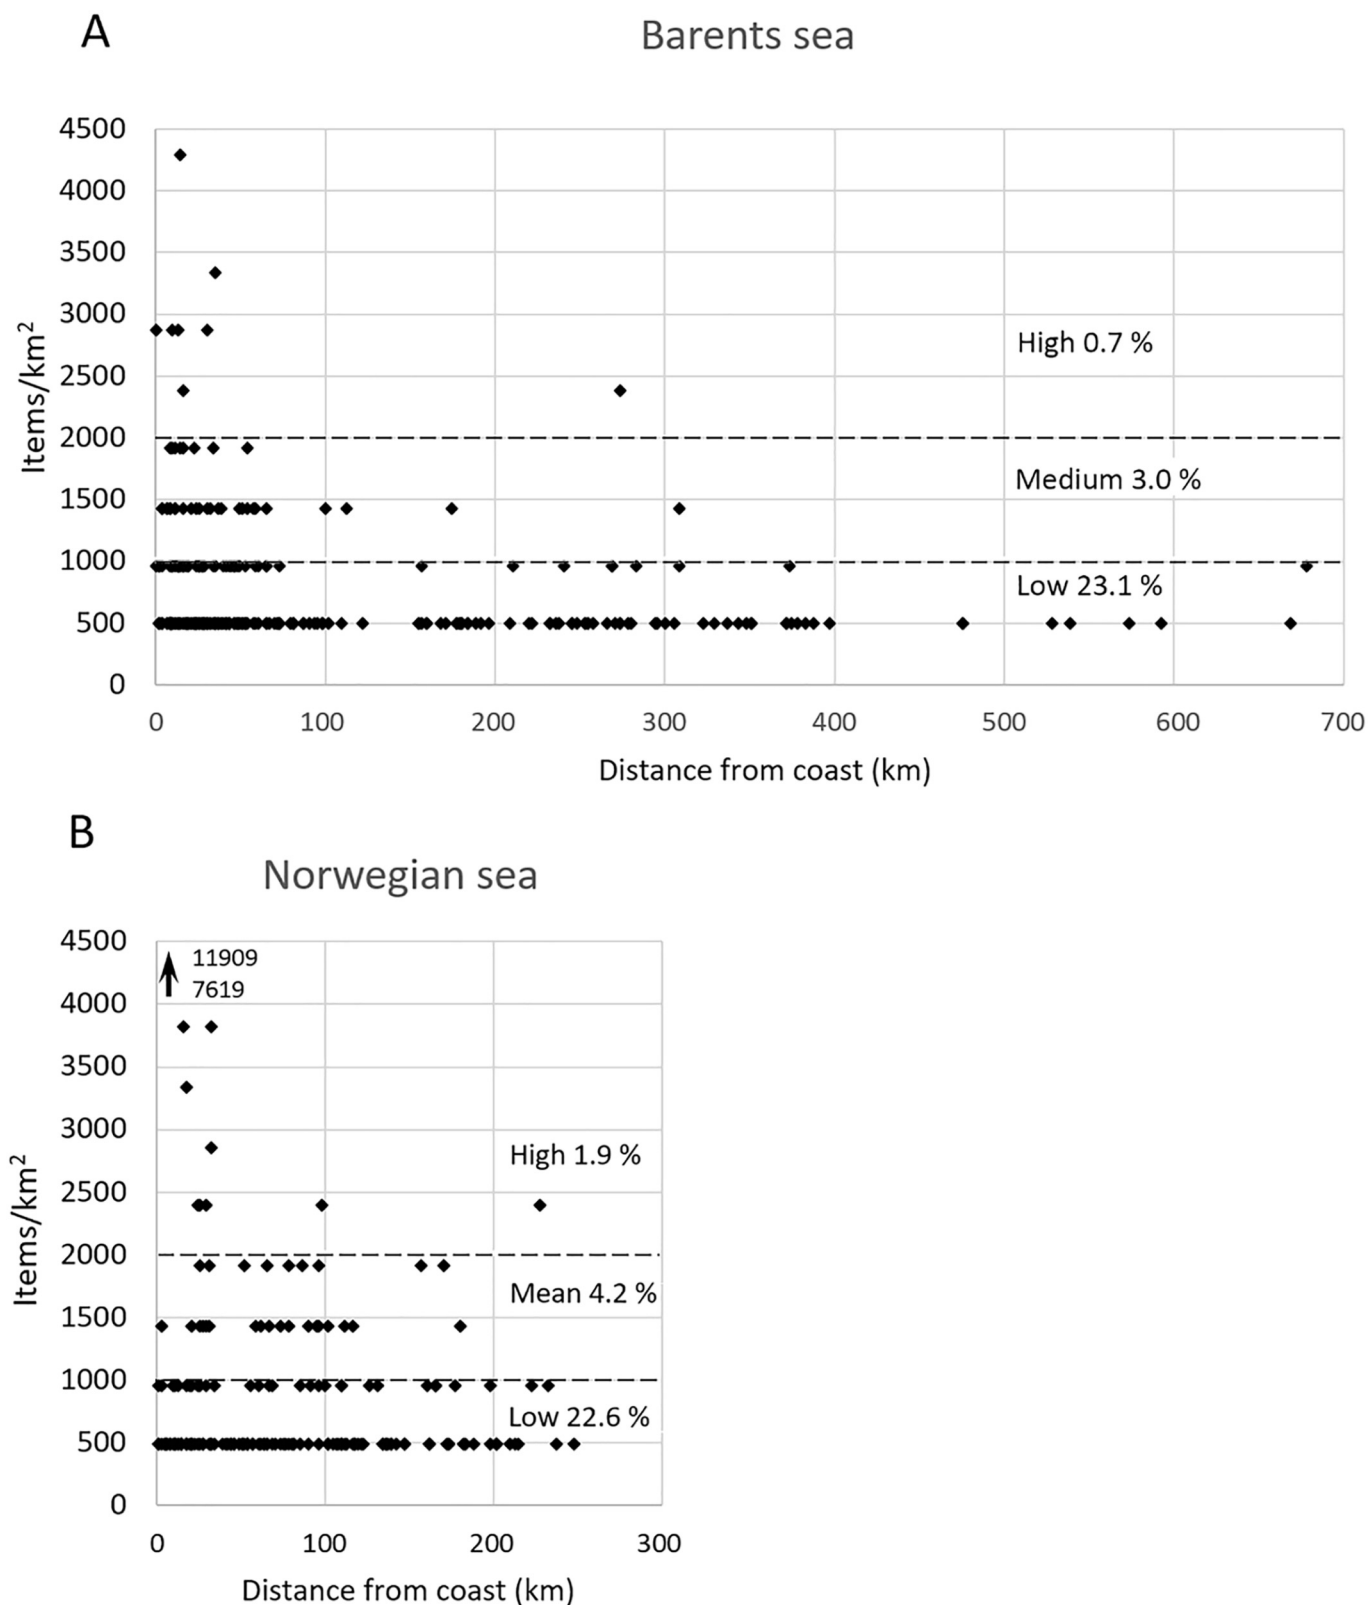 A
Barents sea
4500
4000
3500
3000
2500
2000
1500
1000
500
0
Items/km²
High 0.7 %
Medium 3.0 %
Low 23.1 %
0 100 200 300 400 500 600 700
Distance from coast (km)
B
Norwegian sea
4500
4000
3500
3000
2500
2000
1500
1000
500
0
Items/km²
11909
7619
High 1.9 %
Mean 4.2 %
Low 22.6 %
0 100 200 300
Distance from coast (km)